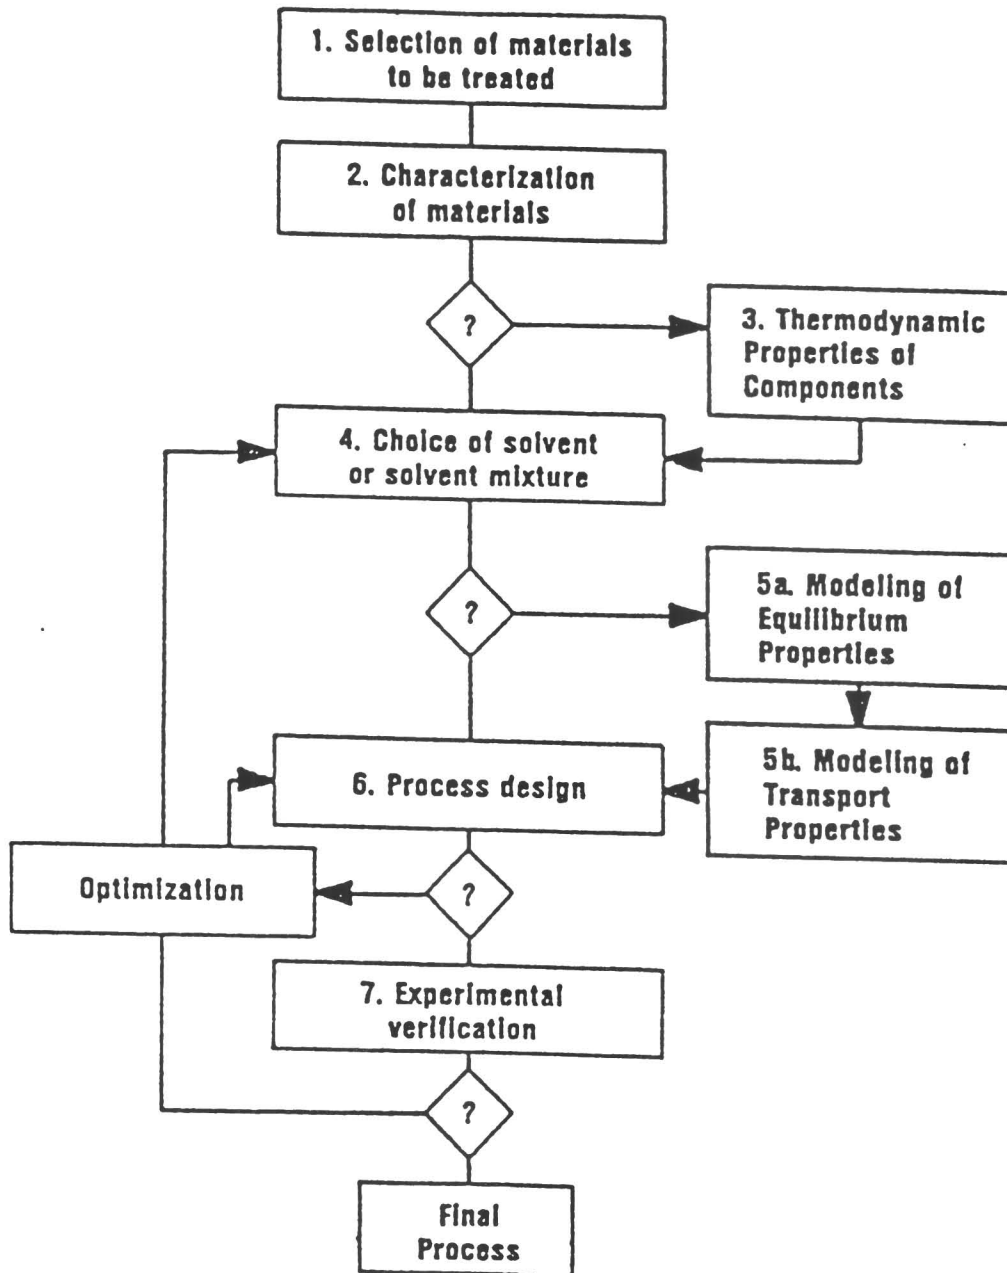 1. Selection of materials
to be treated
2. Characterization
of materials
?
3. Thermodynamic
Properties of
Components
4. Choice of solvent
or solvent mixture
?
5a. Modeling of
Equilibrium
Properties
5b. Modeling of
Transport
Properties
6. Process design
?
Optimization
7. Experimental
verification
?
Final
Process